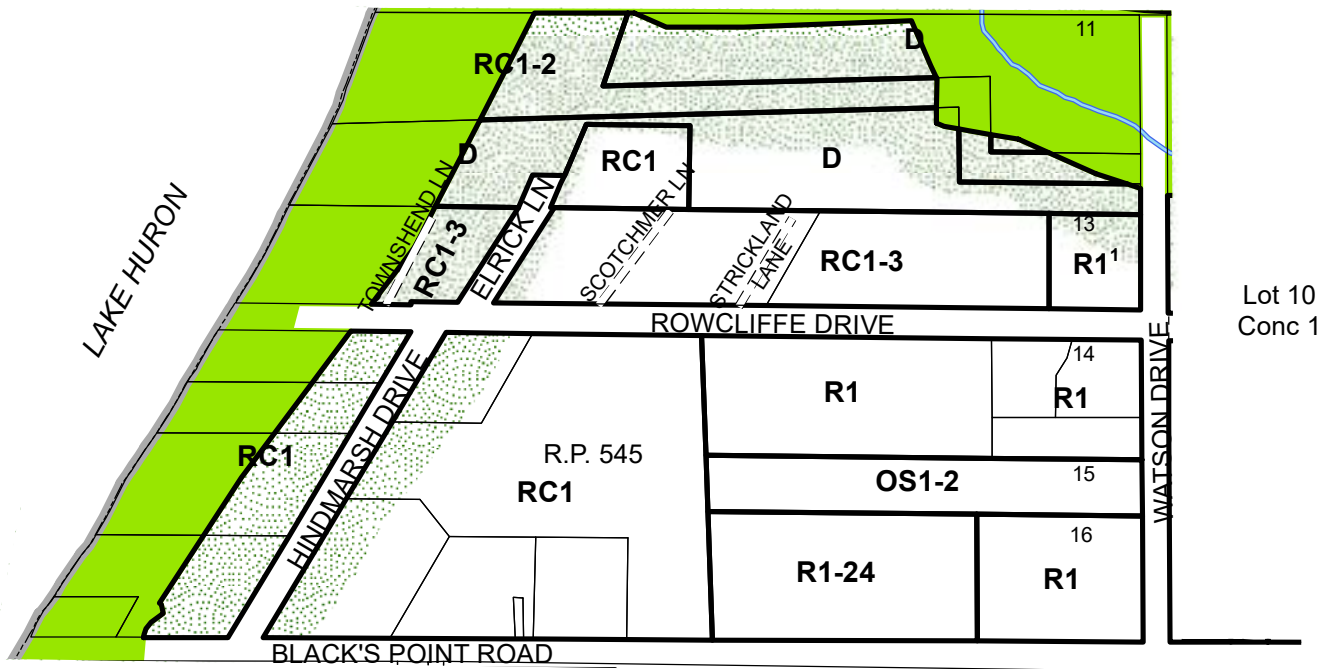 11
D
RC1-2
D
RC1
D
TOWNSHEND LN
RC1-3
ELRICK LN
SCOTCHMER LN
STRICKLAND
LANE
RC1-3
13
R1¹
LAKE HURON
Lot 10
Conc 1
ROWCLIFFE DRIVE
WATSON DRIVE
HINDMARSH DRIVE
14
R1
R1
RC1
R.P. 545
RC1
15
OS1-2
16
R1-24
R1
BLACK'S POINT ROAD